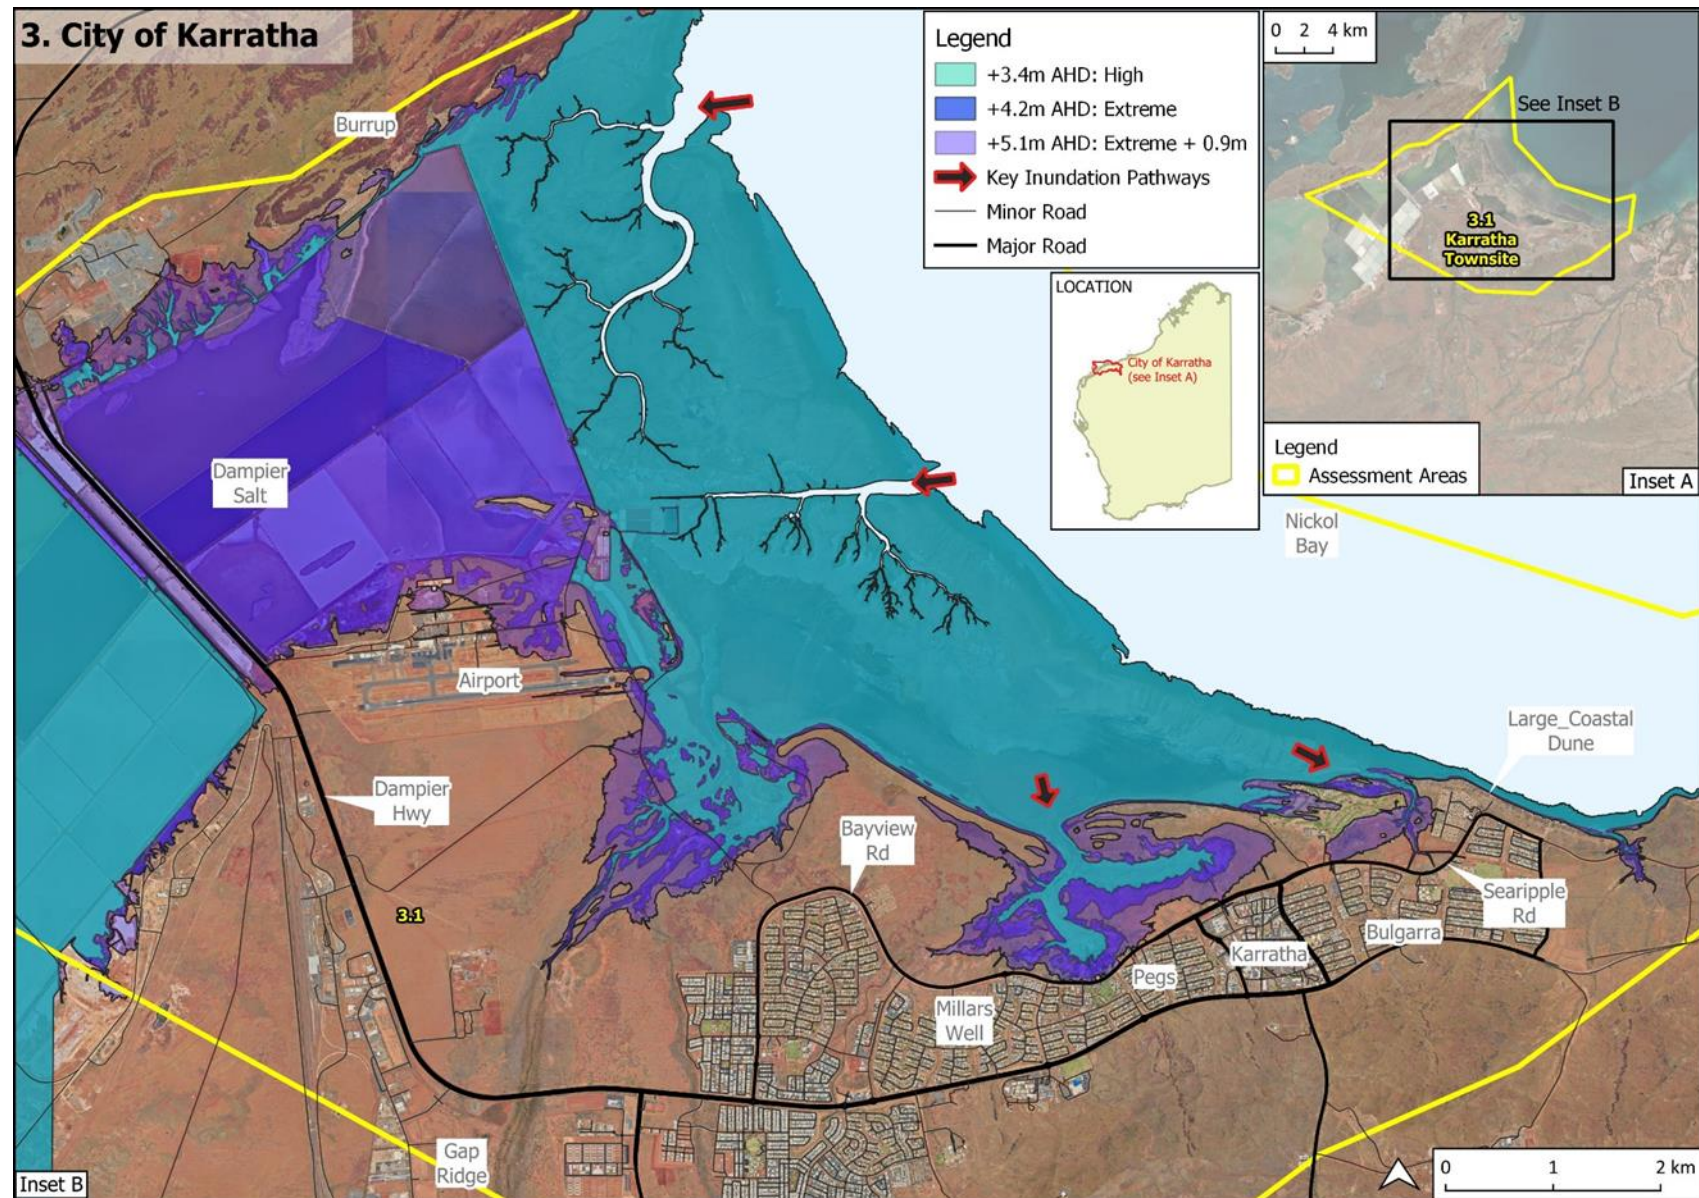 3. City of Karratha
Legend
+3.4m AHD: High
+4.2m AHD: Extreme
+5.1m AHD: Extreme + 0.9m
Key Inundation Pathways
Minor Road
Major Road
0 2 4 km
See Inset B
3.1
Karratha
Townsite
Legend
Assessment Areas
Inset A
LOCATION
City of Karratha
(see Inset A)
Burrup
Dampier
Salt
Nickol
Bay
Airport
Large_Coastal
Dune
Dampier
Hwy
Bayview
Rd
Searipple
Rd
3.1
Bulgarra
Karratha
Pegs
Millars
Well
Gap
Ridge
Inset B
0 1 2 km